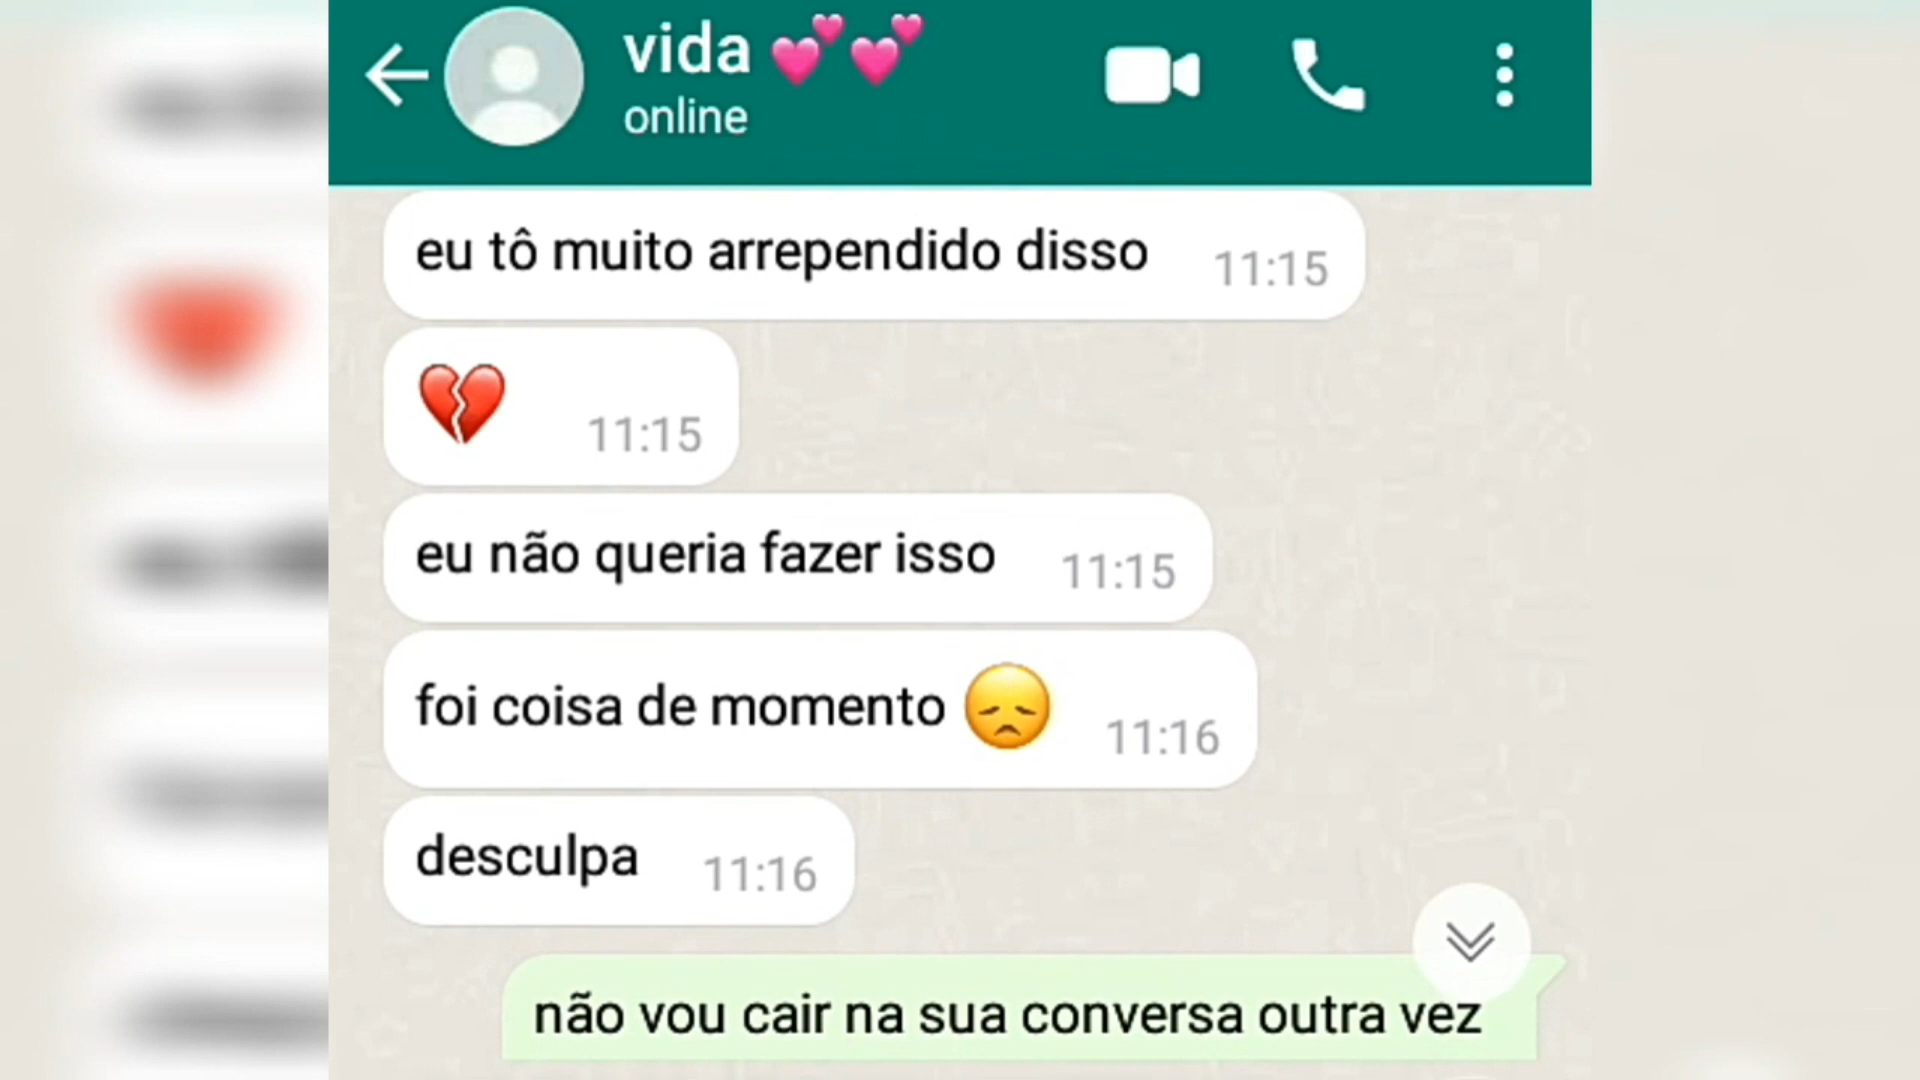 vida 💕💕
online
eu tô muito arrependido disso 11:15
💔 11:15
eu não queria fazer isso 11:15
foi coisa de momento 😞 11:16
desculpa 11:16
não vou cair na sua conversa outra vez